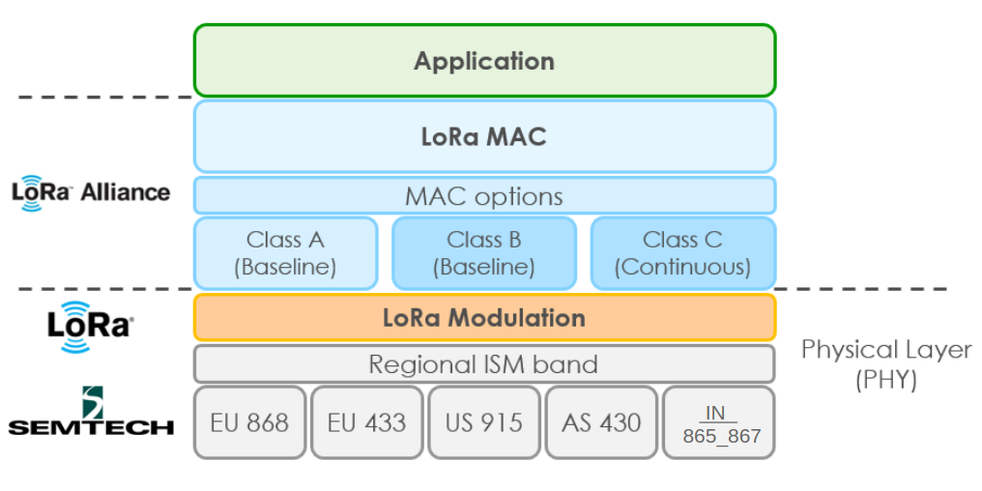 Application
LoRa MAC
LoRa Alliance
MAC options
Class A
(Baseline)
Class B
(Baseline)
Class C
(Continuous)
LoRa®
LoRa Modulation
Physical Layer
(PHY)
Regional ISM band
SEMTECH
EU 868
EU 433
US 915
AS 430
IN
865_867